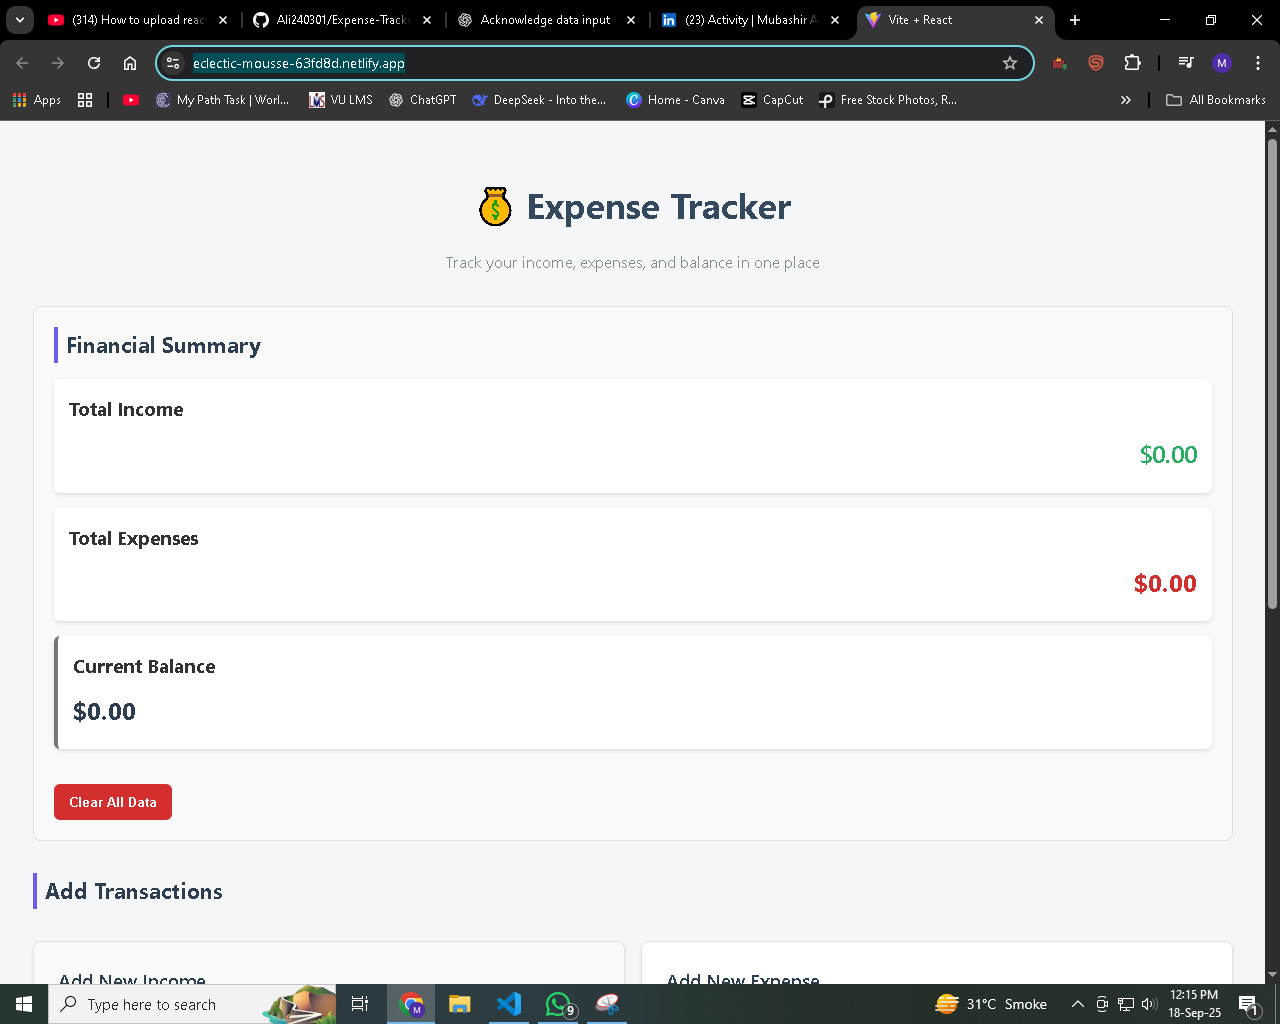 (314) How to upload reac
Ali240301/Expense-Tracke
Acknowledge data input
(23) Activity | Mubashir A
Vite + React
eclectic-mousse-63fd8d.netlify.app
M
Apps
My Path Task | Worl...
VU LMS
ChatGPT
DeepSeek - Into the...
Home - Canva
CapCut
Free Stock Photos, R...
All Bookmarks
Expense Tracker
Track your income, expenses, and balance in one place
Financial Summary
Total Income
$0.00
Total Expenses
$0.00
Current Balance
$0.00
Clear All Data
Add Transactions
Add New Income
Add New Expense
Type here to search
M
9
31°C Smoke
12:15 PM
18-Sep-25
1